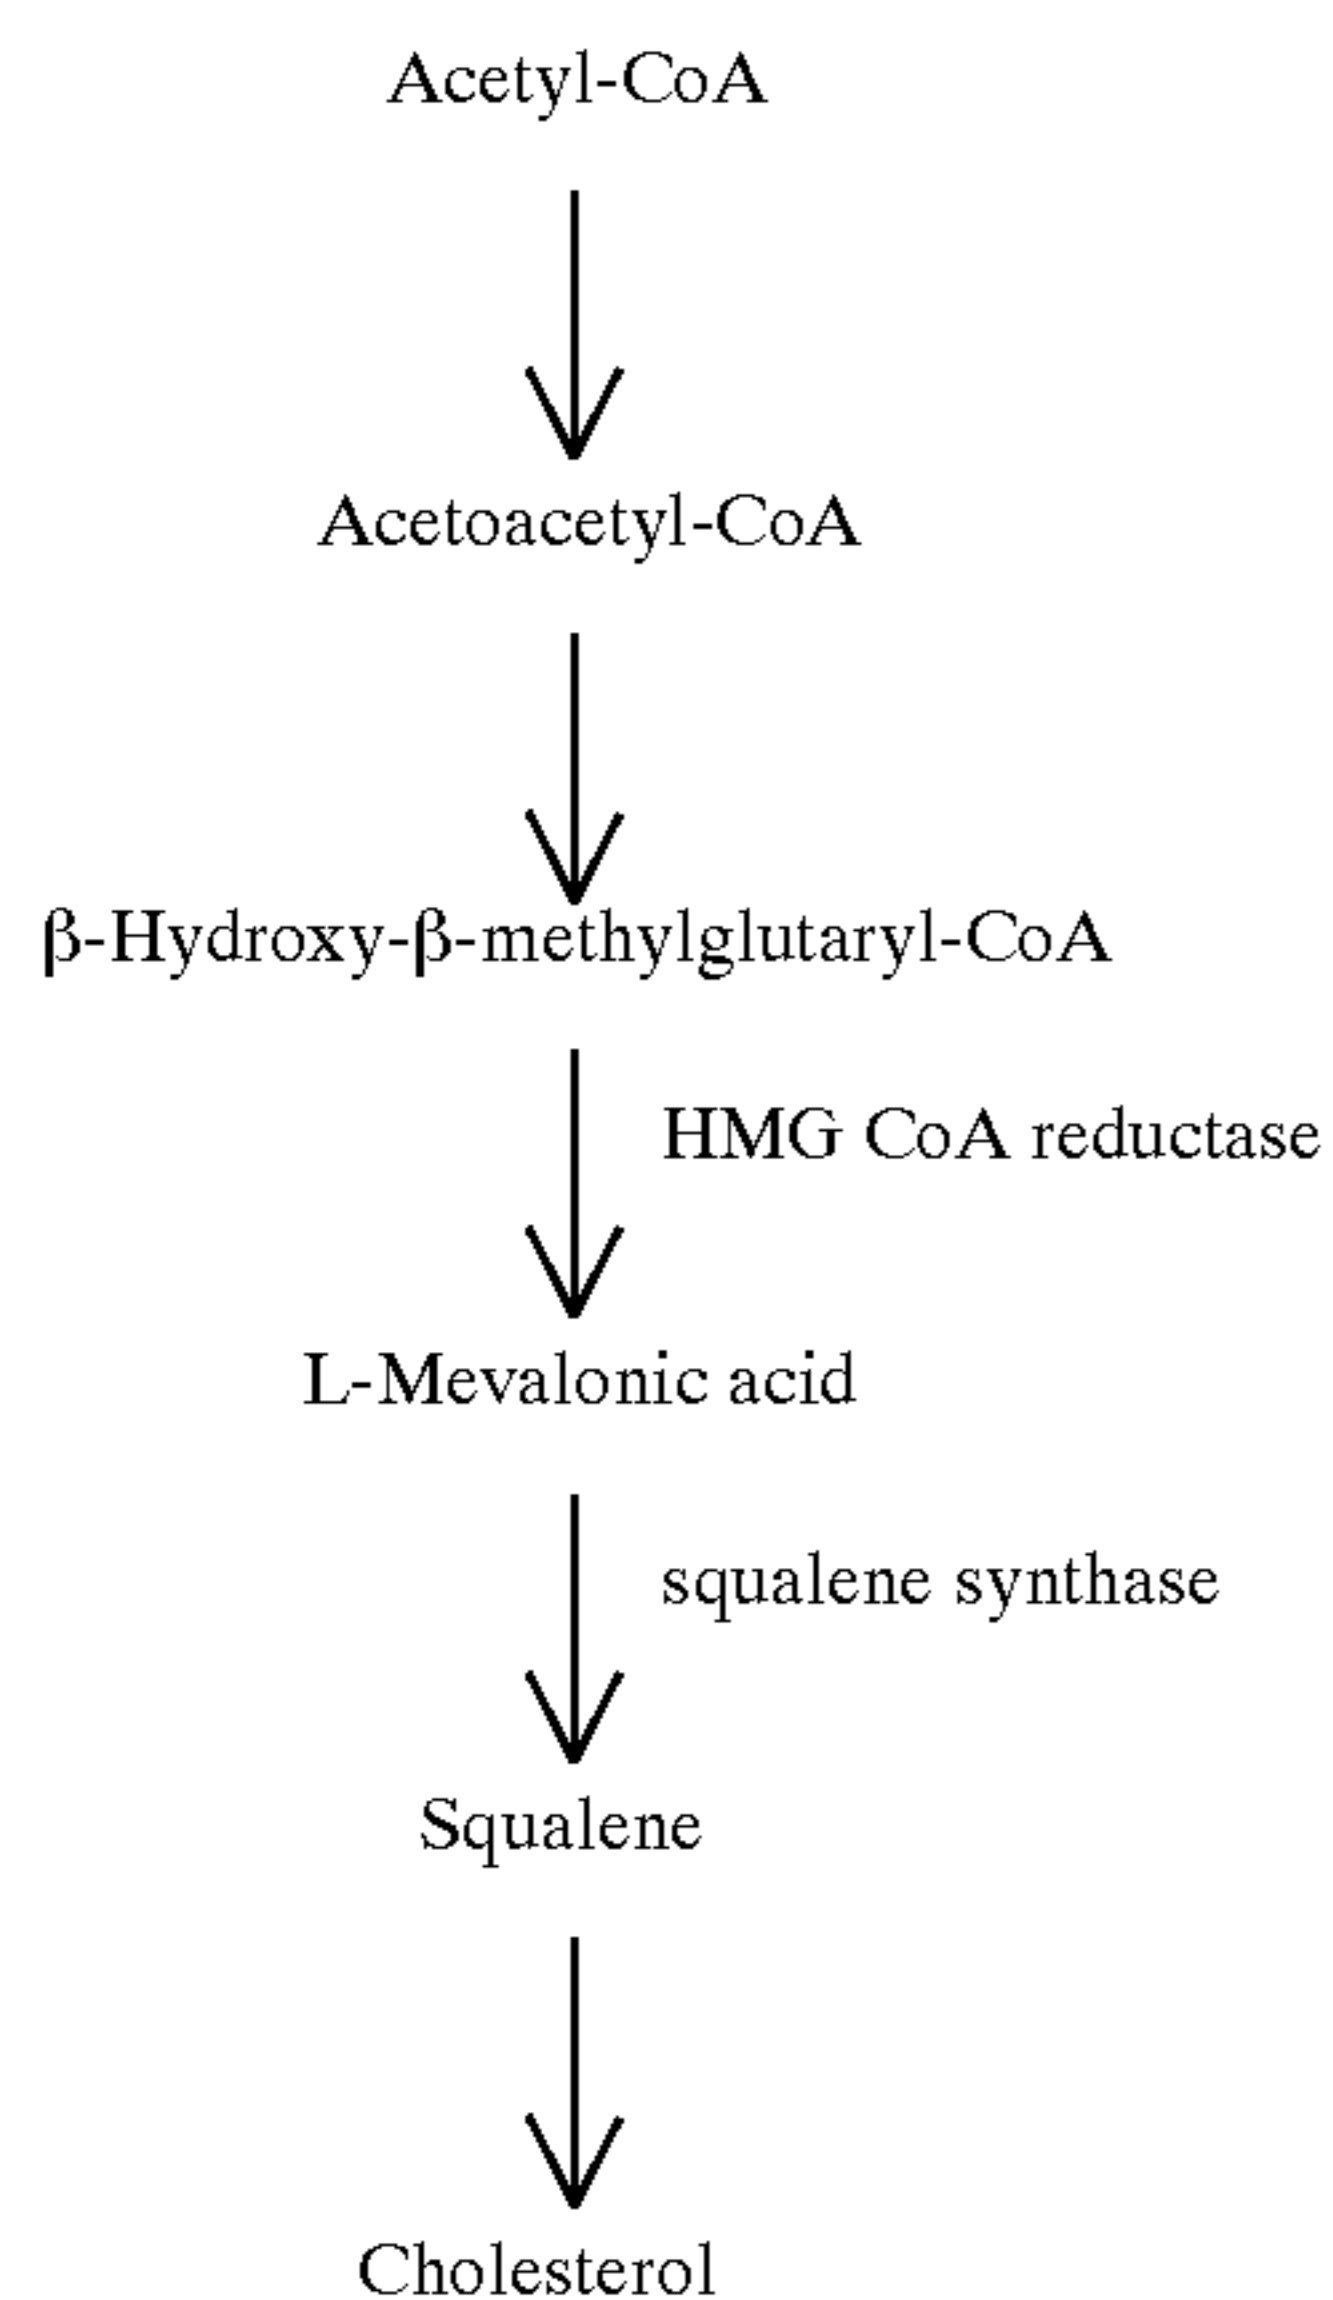 Acetyl-CoA
Acetoacetyl-CoA
β-Hydroxy-β-methylglutaryl-CoA
HMG CoA reductase
L-Mevalonic acid
squalene synthase
Squalene
Cholesterol